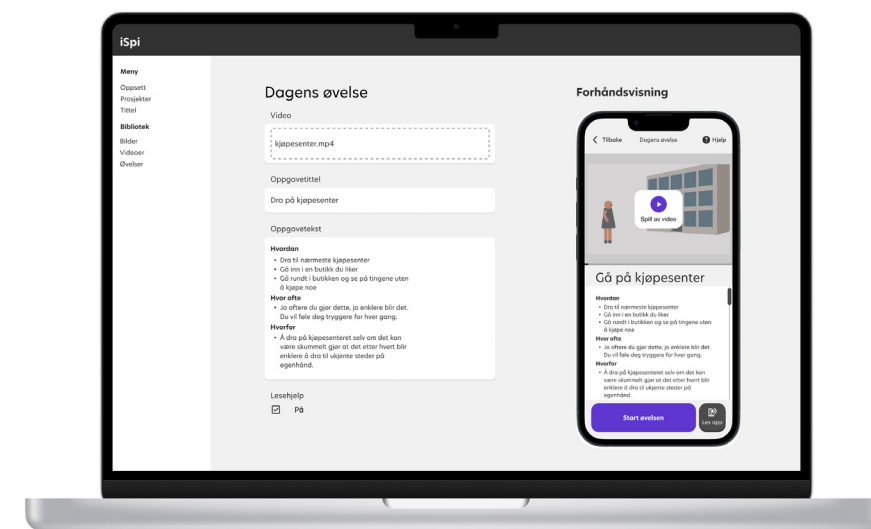 iSpi
Meny
Oppsett
Prosjekter
Tittel
Bibliotek
Bilder
Videoer
Øvelser
Dagens øvelse
Video
kjøpesenter.mp4
Oppgavetittel
Dra på kjøpesenter
Oppgavetekst
Hvordan
• Dra til nærmeste kjøpesenter
• Gå inn i en butikk du liker
• Gå rundt i butikken og se på tingene uten
å kjøpe noe
Hvor ofte
• Jo oftere du gjør dette, jo enklere blir det.
Du vil føle deg tryggere for hver gang.
Hvorfor
• Å dra på kjøpesenteret selv om det kan
være skummelt gjør at det etter hvert blir
enklere å dra til ukjente steder på
egenhånd.
Lesehjelp
På
Forhåndsvisning
Tilbake Dagens øvelse Hjelp
Spill av video
Gå på kjøpesenter
Hvordan
• Dra til nærmeste kjøpesenter
• Gå inn i en butikk du liker
• Gå rundt i butikken og se på tingene uten
å kjøpe noe
Hvor ofte
• Jo oftere du gjør dette, jo enklere blir det.
Du vil føle deg tryggere for hver gang.
Hvorfor
• Å dra på kjøpesenteret selv om det kan
være skummelt gjør at det etter hvert blir
enklere å dra til ukjente steder på
egenhånd.
Start øvelsen
Les opp